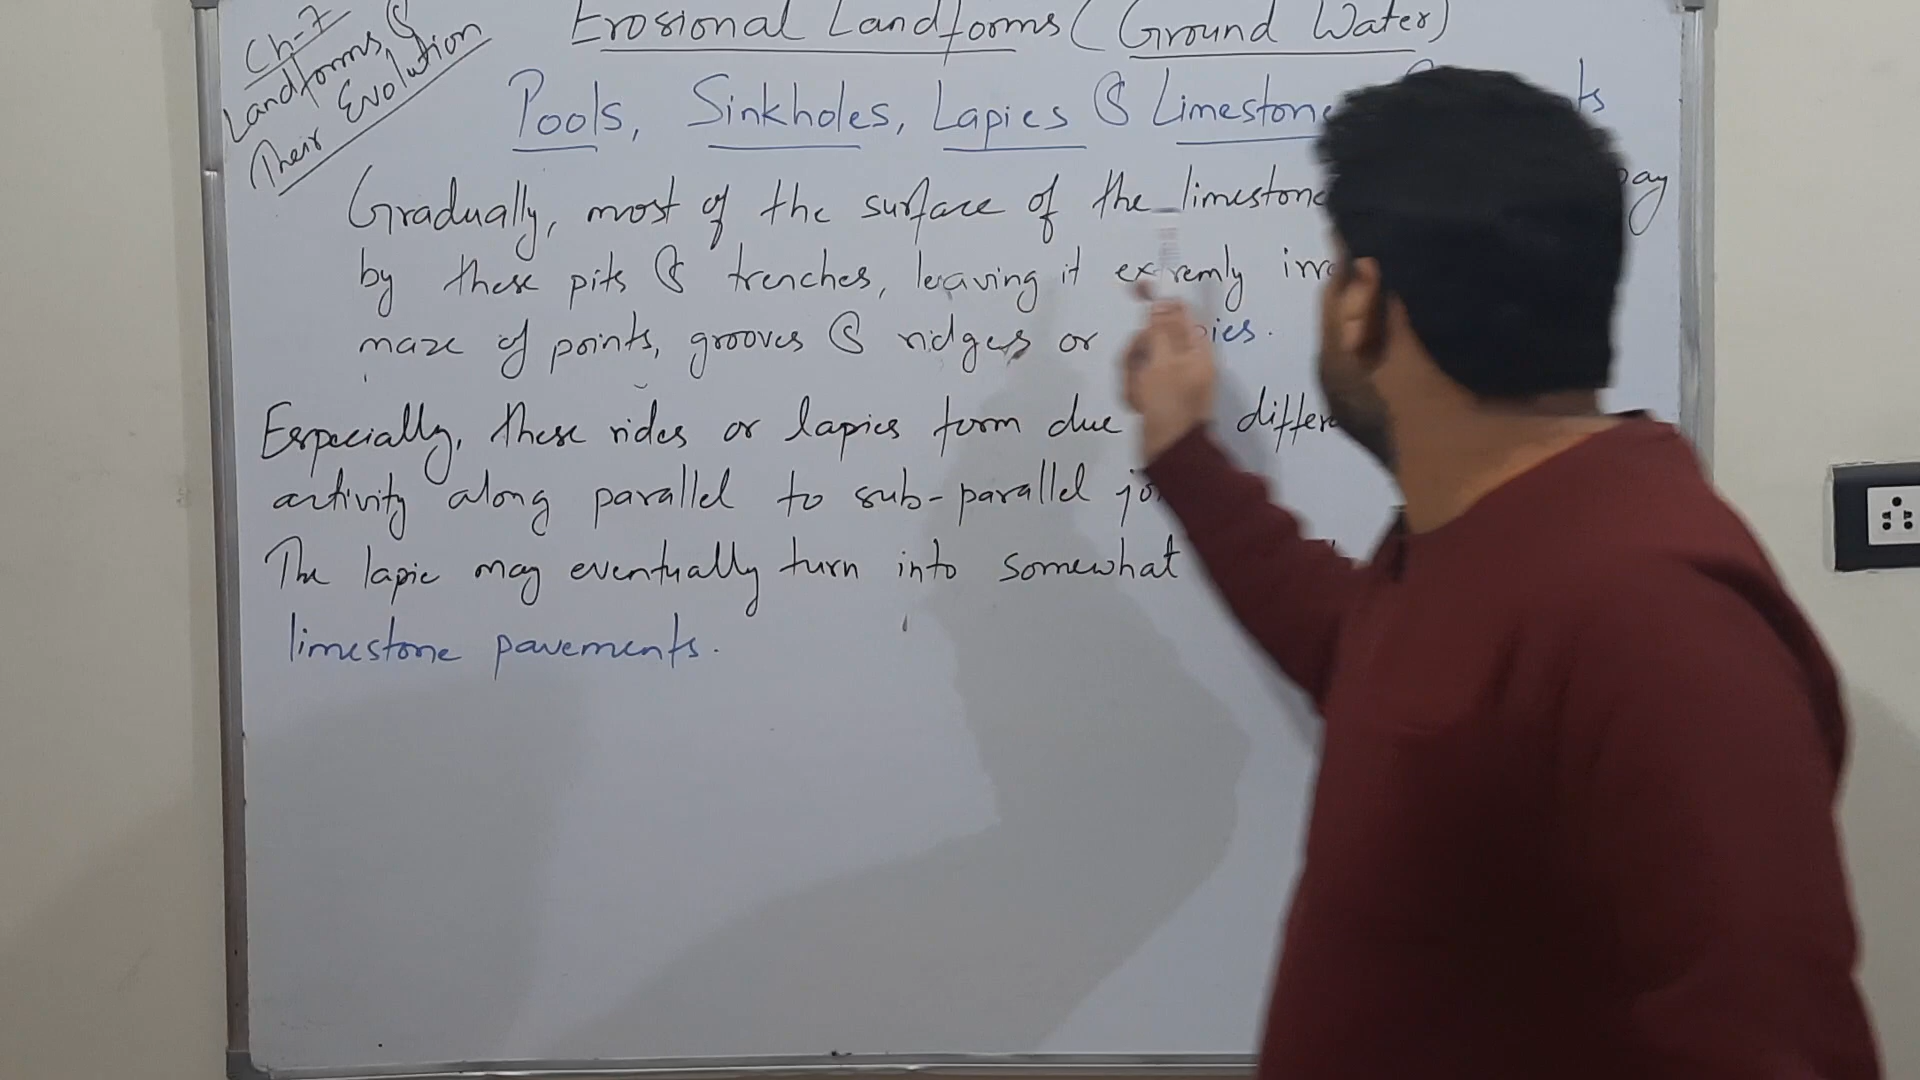 Ch-7
Landforms &
Their Evolution
Erosional Landforms (Ground Water)
Pools, Sinkholes, Lapies & Limestone
Gradually, most of the surface of the limestone
by these pits & trenches, leaving it extremly
maze of points, grooves & ridges or
Especially, these rides or lapies form due
activity along parallel to sub-parallel
The lapie may eventually turn into somewhat
limestone pavements.